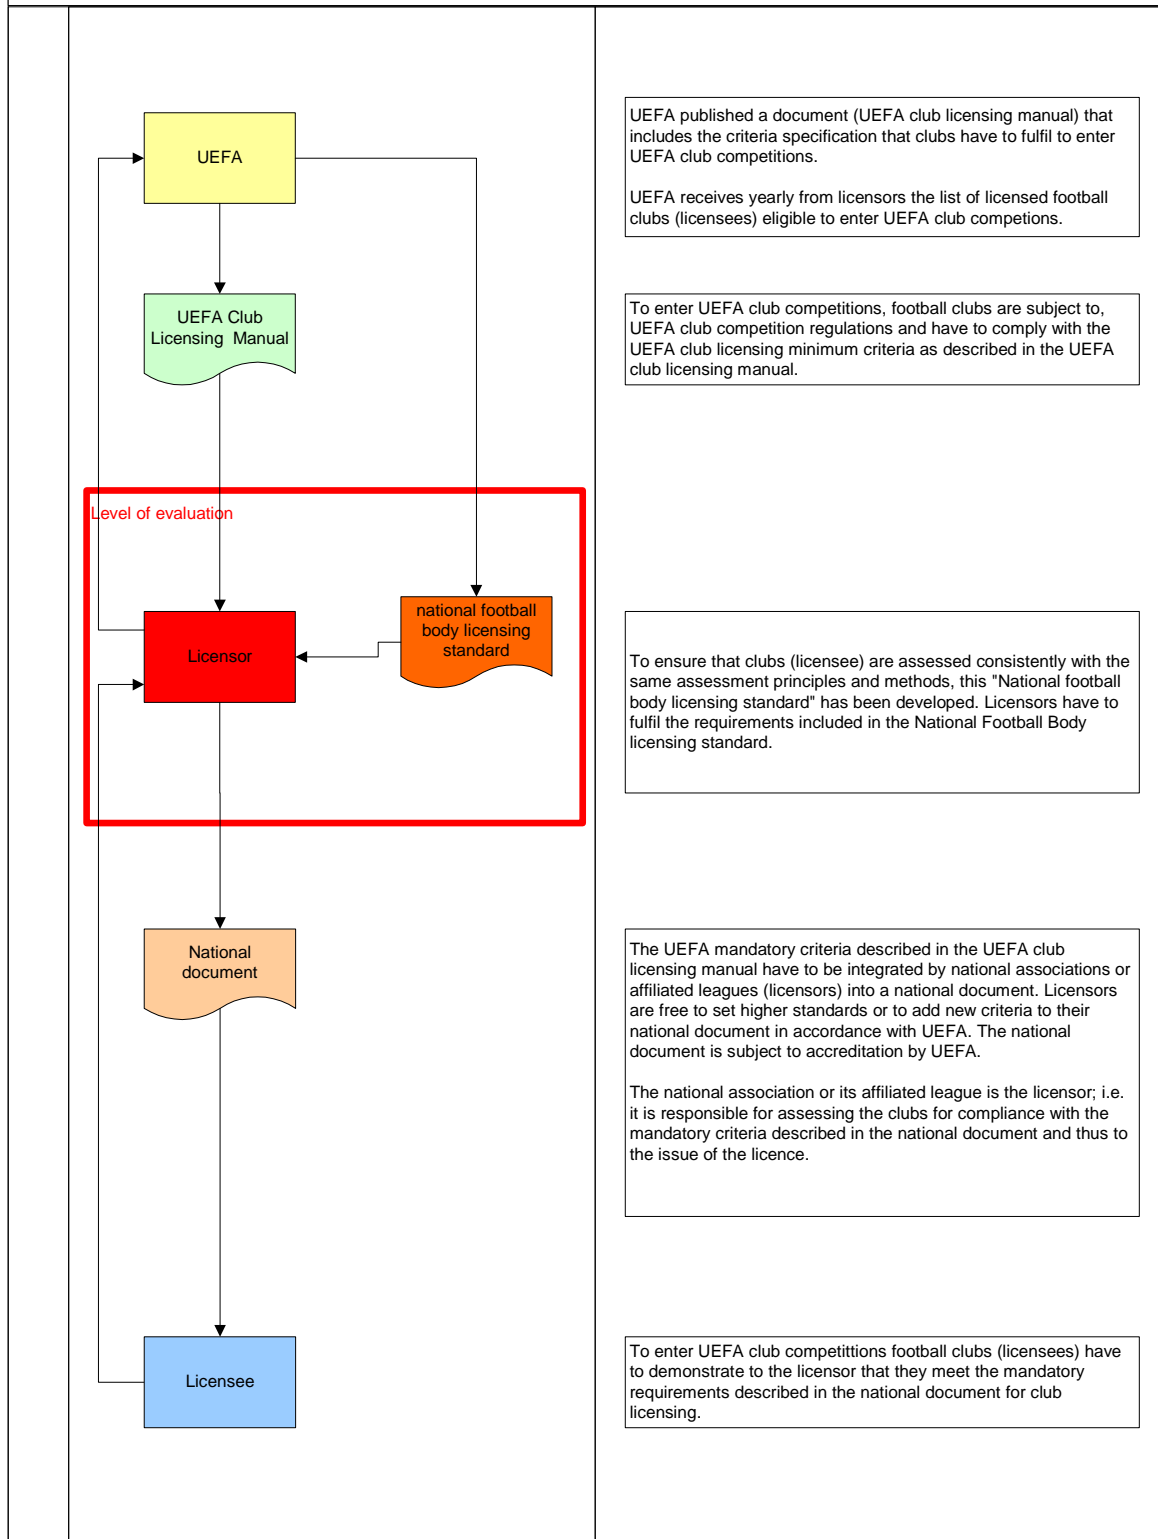 UEFA
UEFA published a document (UEFA club licensing manual) that
includes the criteria specification that clubs have to fulfil to enter
UEFA club competitions.
UEFA receives yearly from licensors the list of licensed football
clubs (licensees) eligible to enter UEFA club competions.
UEFA Club
Licensing Manual
To enter UEFA club competitions, football clubs are subject to,
UEFA club competition regulations and have to comply with the
UEFA club licensing minimum criteria as described in the UEFA
club licensing manual.
Level of evaluation
Licensor
national football
body licensing
standard
To ensure that clubs (licensee) are assessed consistently with the
same assessment principles and methods, this "National football
body licensing standard" has been developed. Licensors have to
fulfil the requirements included in the National Football Body
licensing standard.
National
document
The UEFA mandatory criteria described in the UEFA club
licensing manual have to be integrated by national associations or
affiliated leagues (licensors) into a national document. Licensors
are free to set higher standards or to add new criteria to their
national document in accordance with UEFA. The national
document is subject to accreditation by UEFA.
The national association or its affiliated league is the licensor; i.e.
it is responsible for assessing the clubs for compliance with the
mandatory criteria described in the national document and thus to
the issue of the licence.
Licensee
To enter UEFA club competittions football clubs (licensees) have
to demonstrate to the licensor that they meet the mandatory
requirements described in the national document for club
licensing.